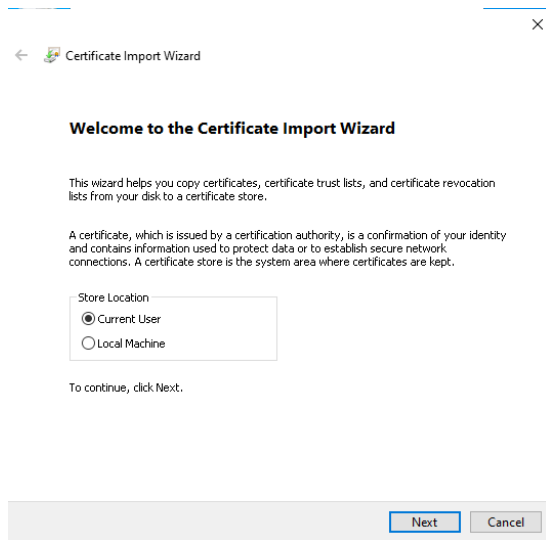 Certificate Import Wizard
Welcome to the Certificate Import Wizard
This wizard helps you copy certificates, certificate trust lists, and certificate revocation
lists from your disk to a certificate store.
A certificate, which is issued by a certification authority, is a confirmation of your identity
and contains information used to protect data or to establish secure network
connections. A certificate store is the system area where certificates are kept.
Store Location
Current User
Local Machine
To continue, click Next.
Next Cancel